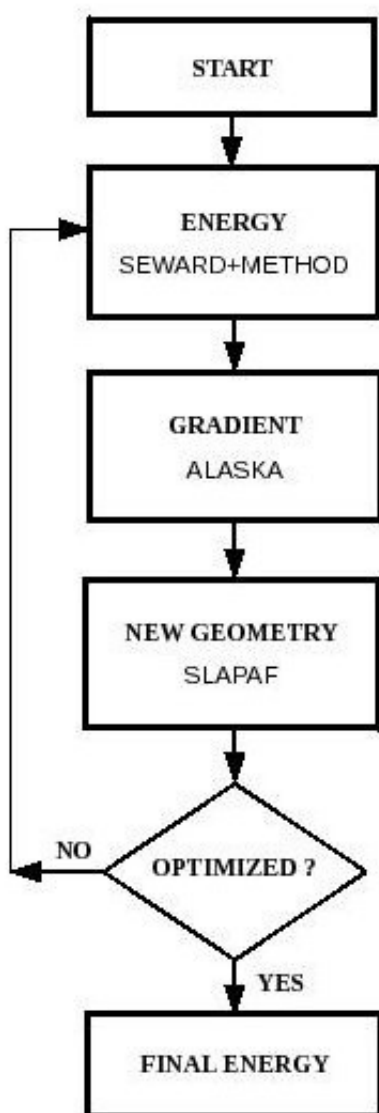 START
ENERGY
SEWARD+METHOD
GRADIENT
ALASKA
NEW GEOMETRY
SLAPAF
NO
OPTIMIZED ?
YES
FINAL ENERGY